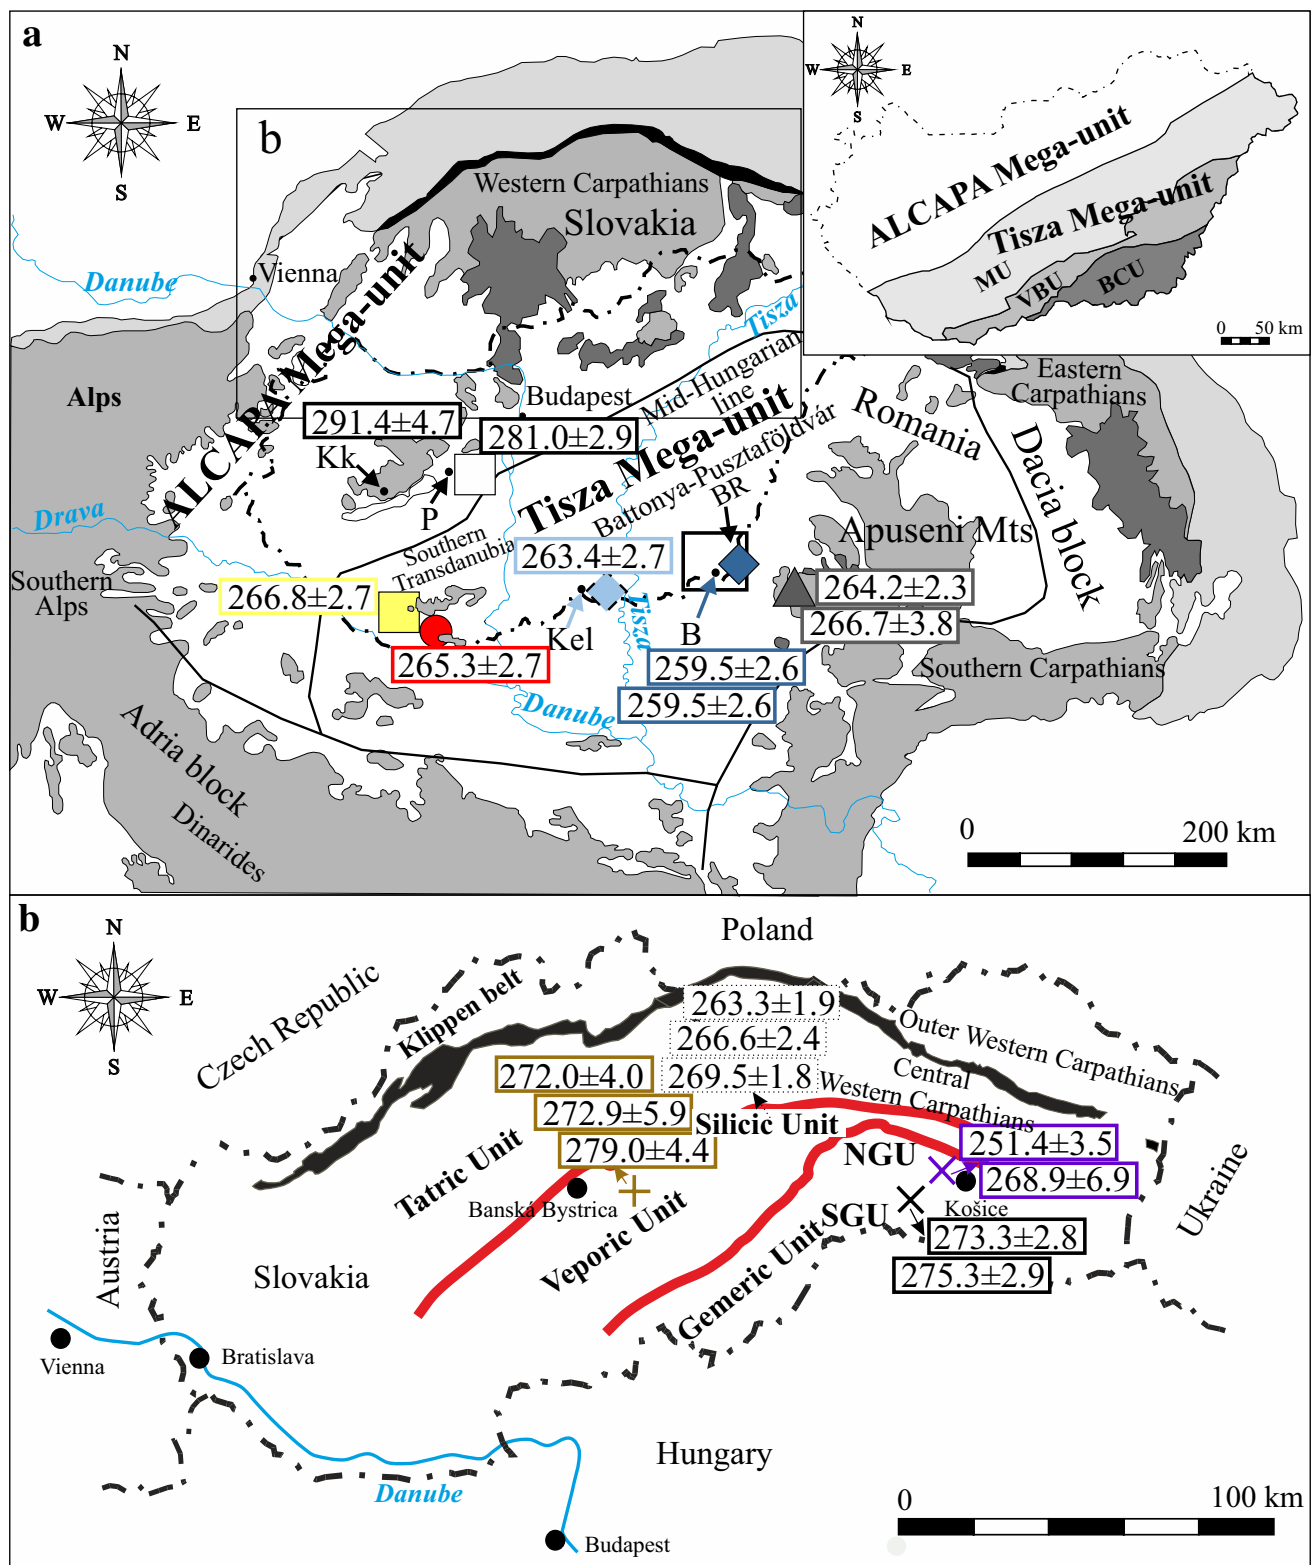 a
N
W
E
S
b
Western Carpathians
Slovakia
Vienna
Danube
ALCAPA Mega-unit
Tisza
Alps
Budapest
Mid-Hungarian
line
291.4±4.7
281.0±2.9
Kk
P
Tisza Mega-unit
Battonya-Pusztaföldvár
BR
Romania
Eastern
Carpathians
Dacia block
Drava
Southern
Transdanubia
263.4±2.7
Apuseni Mts
Southern
Alps
266.8±2.7
264.2±2.3
266.7±3.8
Kel
Tisza
B
265.3±2.7
259.5±2.6
259.5±2.6
Southern Carpathians
Danube
Adria block
Dinarides
0
200 km
N
W
E
S
ALCAPA Mega-unit
Tisza Mega-unit
MU
VBU
BCU
0
50 km
b
N
W
E
S
Poland
Czech Republic
Klippen belt
263.3±1.9
266.6±2.4
269.5±1.8
Outer Western Carpathians
Central
Western Carpathians
272.0±4.0
272.9±5.9
279.0±4.4
Silicic Unit
Tatric Unit
NGU
251.4±3.5
268.9±6.9
Banská Bystrica
Košice
SGU
Veporic Unit
273.3±2.8
275.3±2.9
Gemeric Unit
Ukraine
Austria
Slovakia
Vienna
Bratislava
Hungary
Danube
Budapest
0
100 km